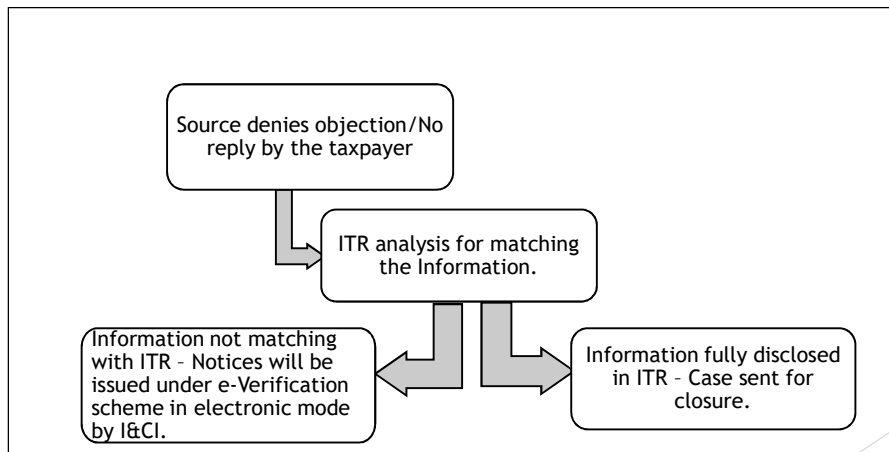 Source denies objection/No
reply by the taxpayer
ITR analysis for matching
the Information.
Information not matching
with ITR – Notices will be
issued under e-Verification
scheme in electronic mode
by I&CI.
Information fully disclosed
in ITR – Case sent for
closure.